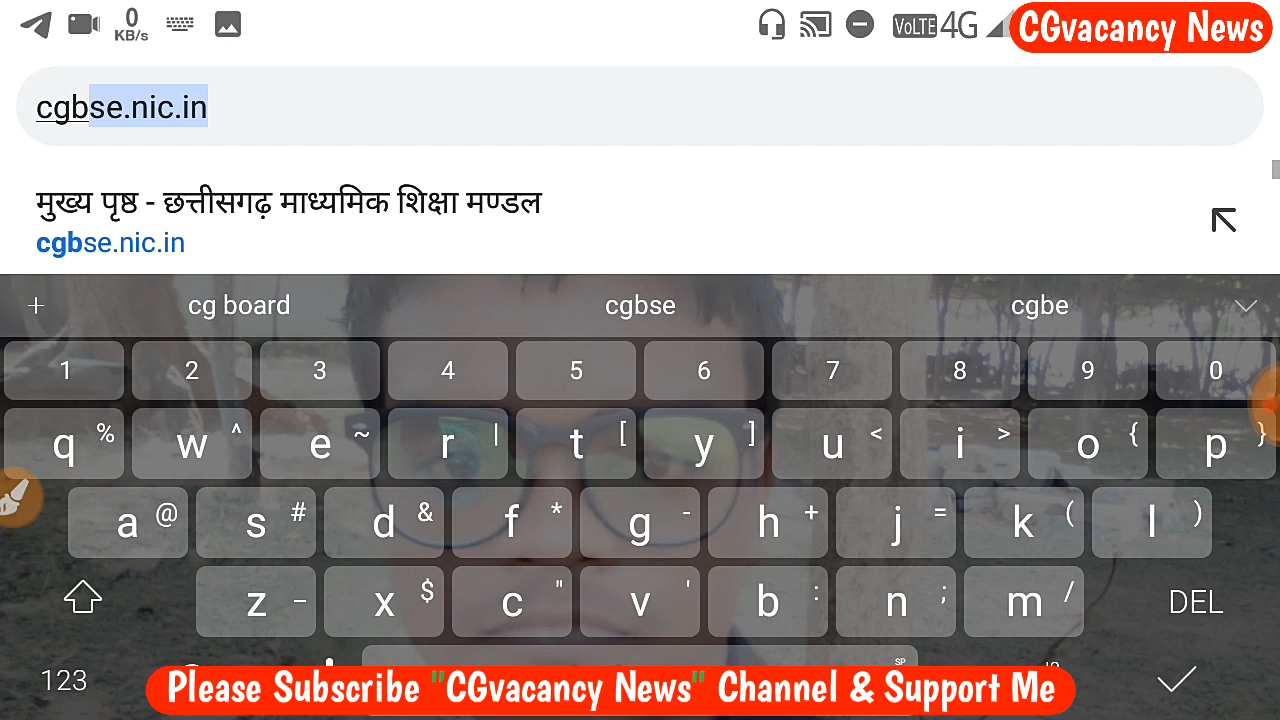 0
KB/s
VoLTE 4G
CGvacancy News
cgbse.nic.in
मुख्य पृष्ठ - छत्तीसगढ़ माध्यमिक शिक्षा मण्डल
cgbse.nic.in
+ cg board cgbse cgbe
1 2 3 4 5 6 7 8 9 0
q % w ^ e ~ r | t [ y ] u < i > o { p }
a @ s # d & f * g - h + j = k ( l )
z _ x $ c " v ' b : n ; m / DEL
SP
123
Please Subscribe "CGvacancy News" Channel & Support Me